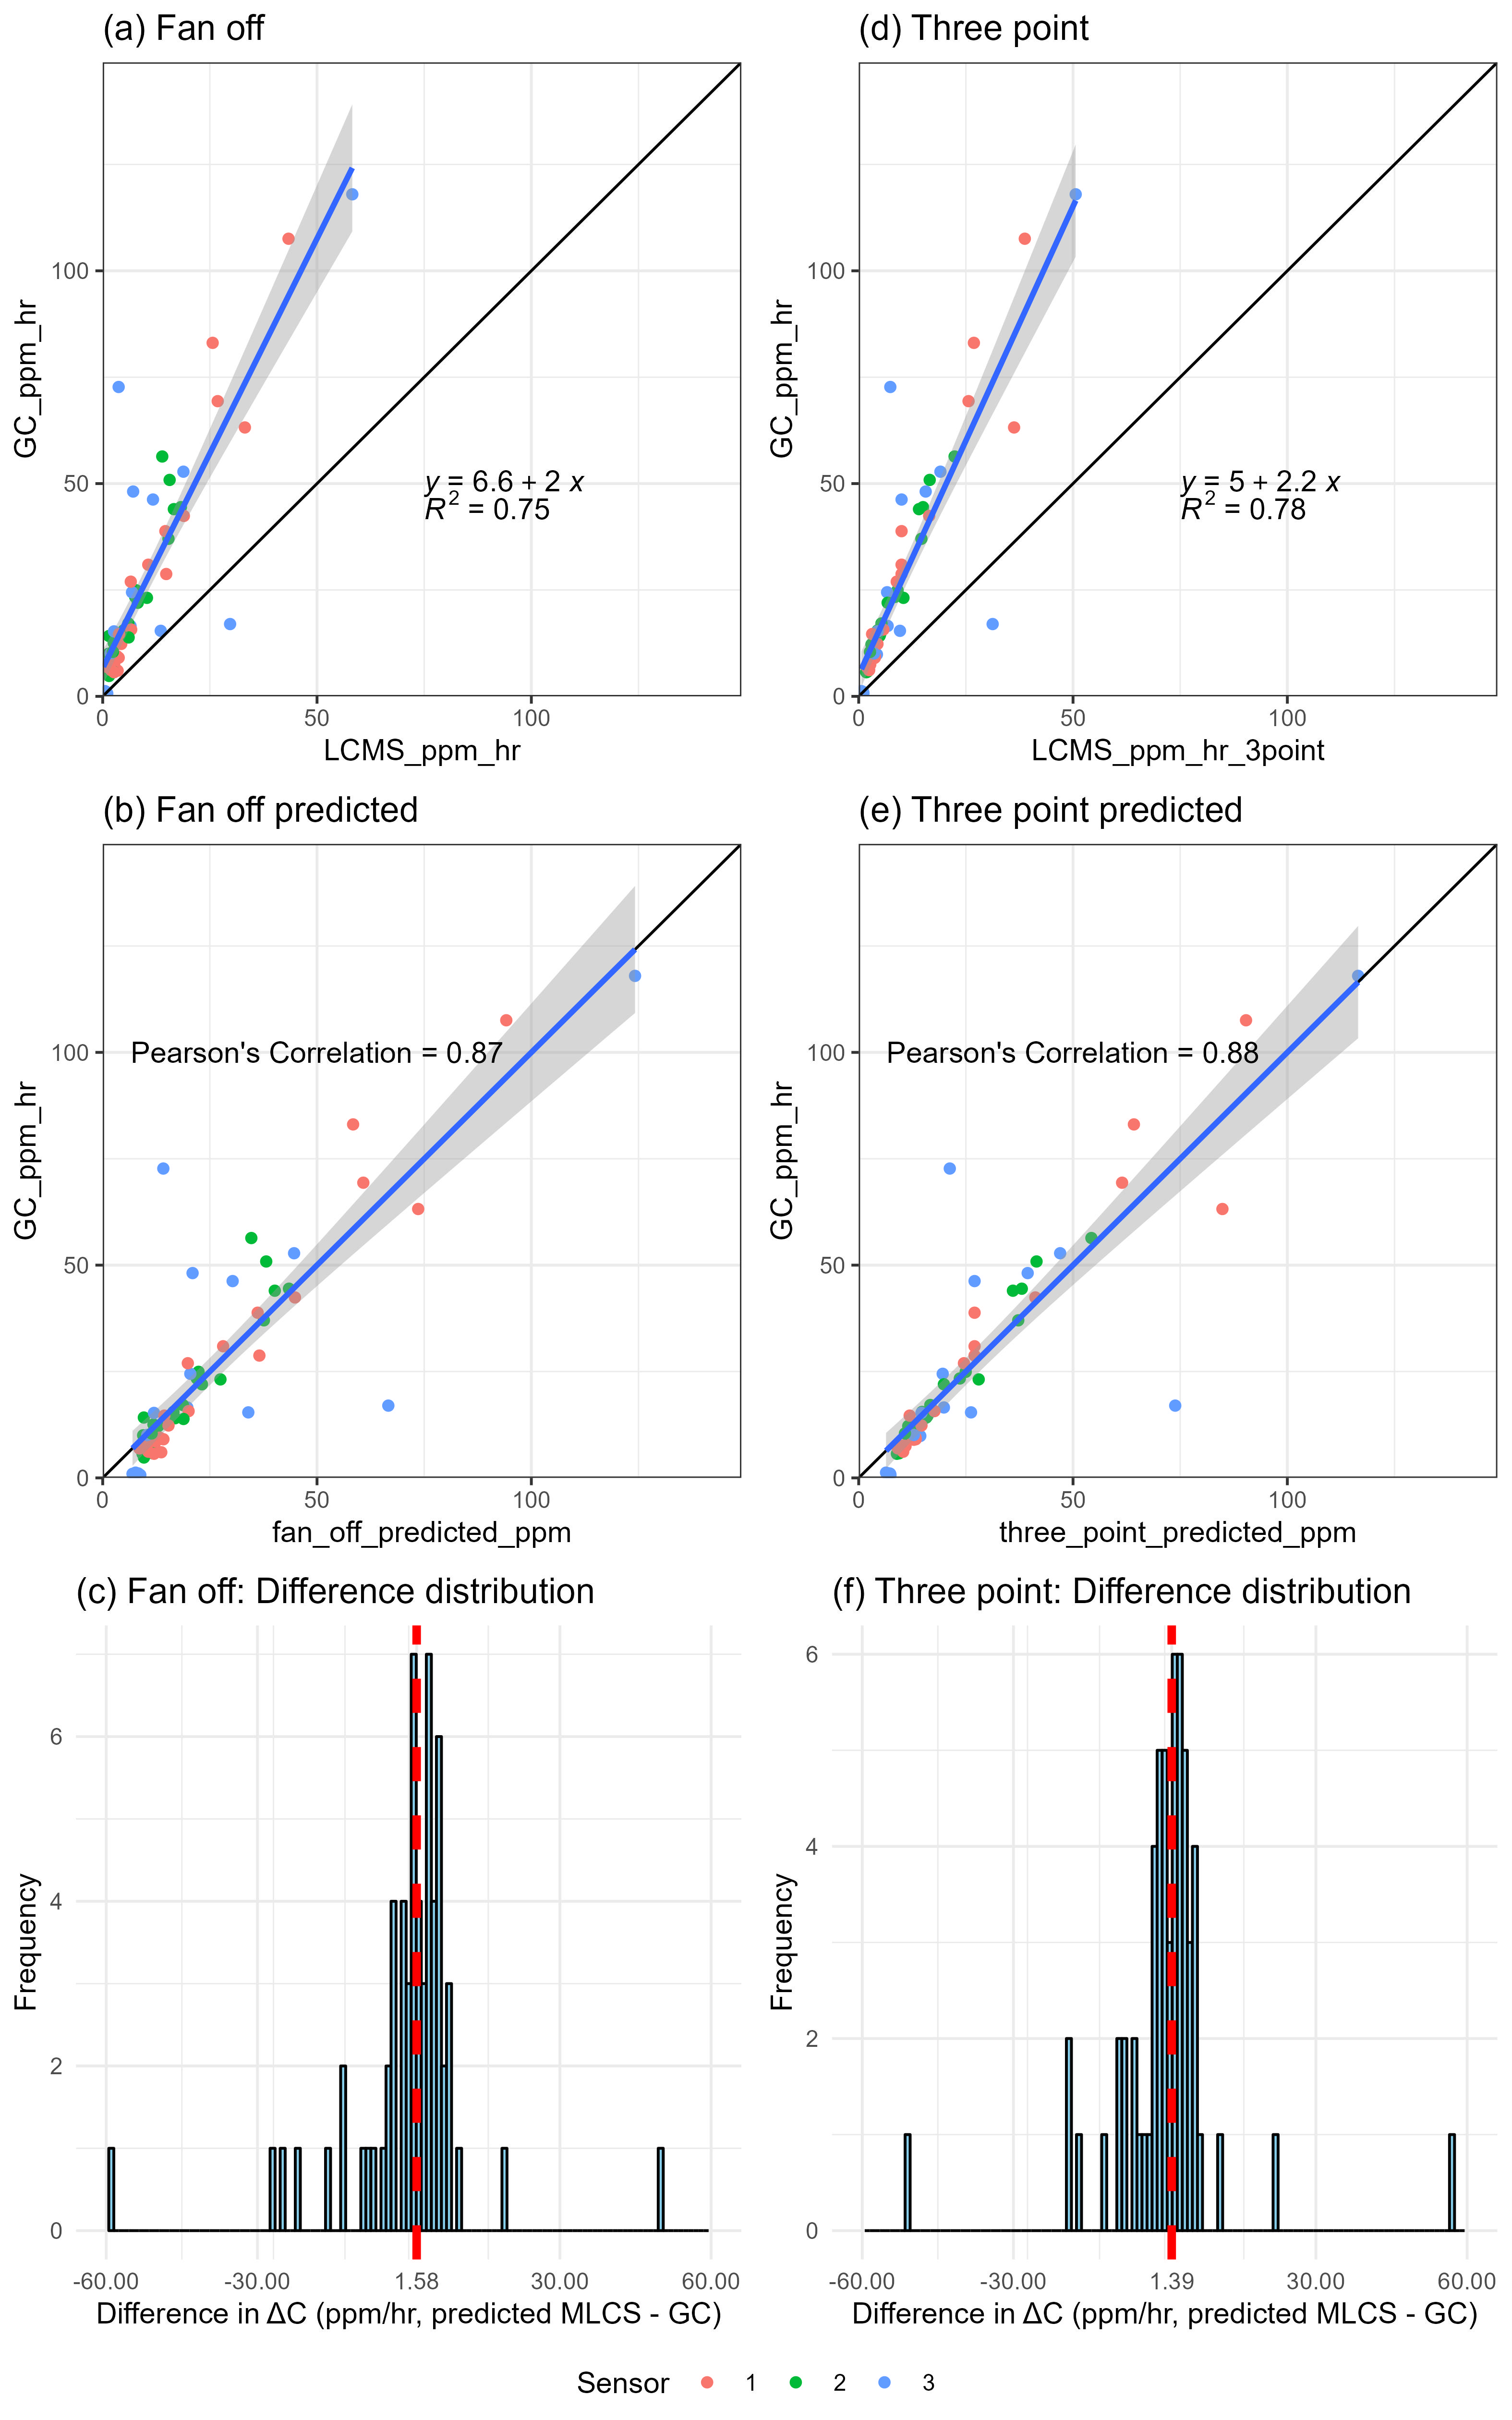 (a) Fan off
GC_ppm_hr
100
50
0
y = 6.6 + 2 x
R² = 0.75
0 50 100
LCMS_ppm_hr
(d) Three point
GC_ppm_hr
100
50
0
y = 5 + 2.2 x
R² = 0.78
0 50 100
LCMS_ppm_hr_3point
(b) Fan off predicted
GC_ppm_hr
100
50
0
Pearson's Correlation = 0.87
0 50 100
fan_off_predicted_ppm
(e) Three point predicted
GC_ppm_hr
100
50
0
Pearson's Correlation = 0.88
0 50 100
three_point_predicted_ppm
(c) Fan off: Difference distribution
Frequency
6
4
2
0
-60.00 -30.00 1.58 30.00 60.00
Difference in ΔC (ppm/hr, predicted MLCS - GC)
(f) Three point: Difference distribution
Frequency
6
4
2
0
-60.00 -30.00 1.39 30.00 60.00
Difference in ΔC (ppm/hr, predicted MLCS - GC)
Sensor 1 2 3